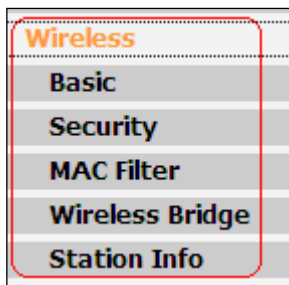 Wireless
Basic
Security
MAC Filter
Wireless Bridge
Station Info